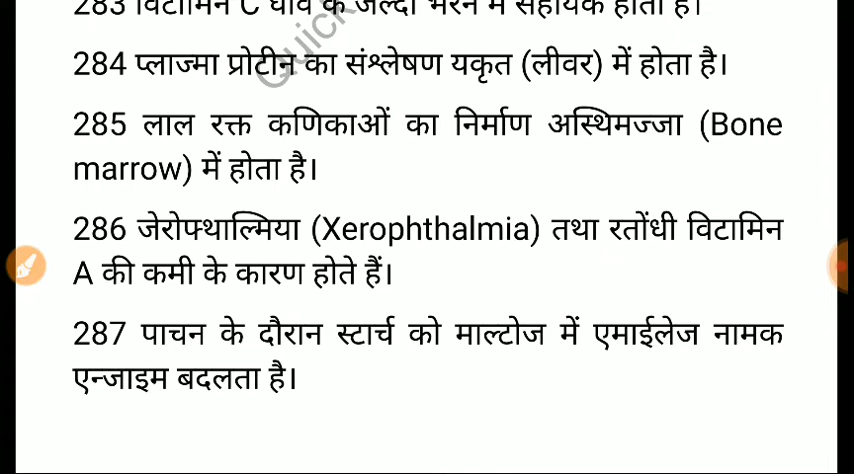 283 विटामिन C घाव के जल्दी भरने में सहायक होता है।
284 प्लाज्मा प्रोटीन का संश्लेषण यकृत (लीवर) में होता है।
285 लाल रक्त कणिकाओं का निर्माण अस्थिमज्जा (Bone
marrow) में होता है।
286 जेरोफ्थाल्मिया (Xerophthalmia) तथा रतोंधी विटामिन
A की कमी के कारण होते हैं।
287 पाचन के दौरान स्टार्च को माल्टोज में एमाईलेज नामक
एन्जाइम बदलता है।
Quick